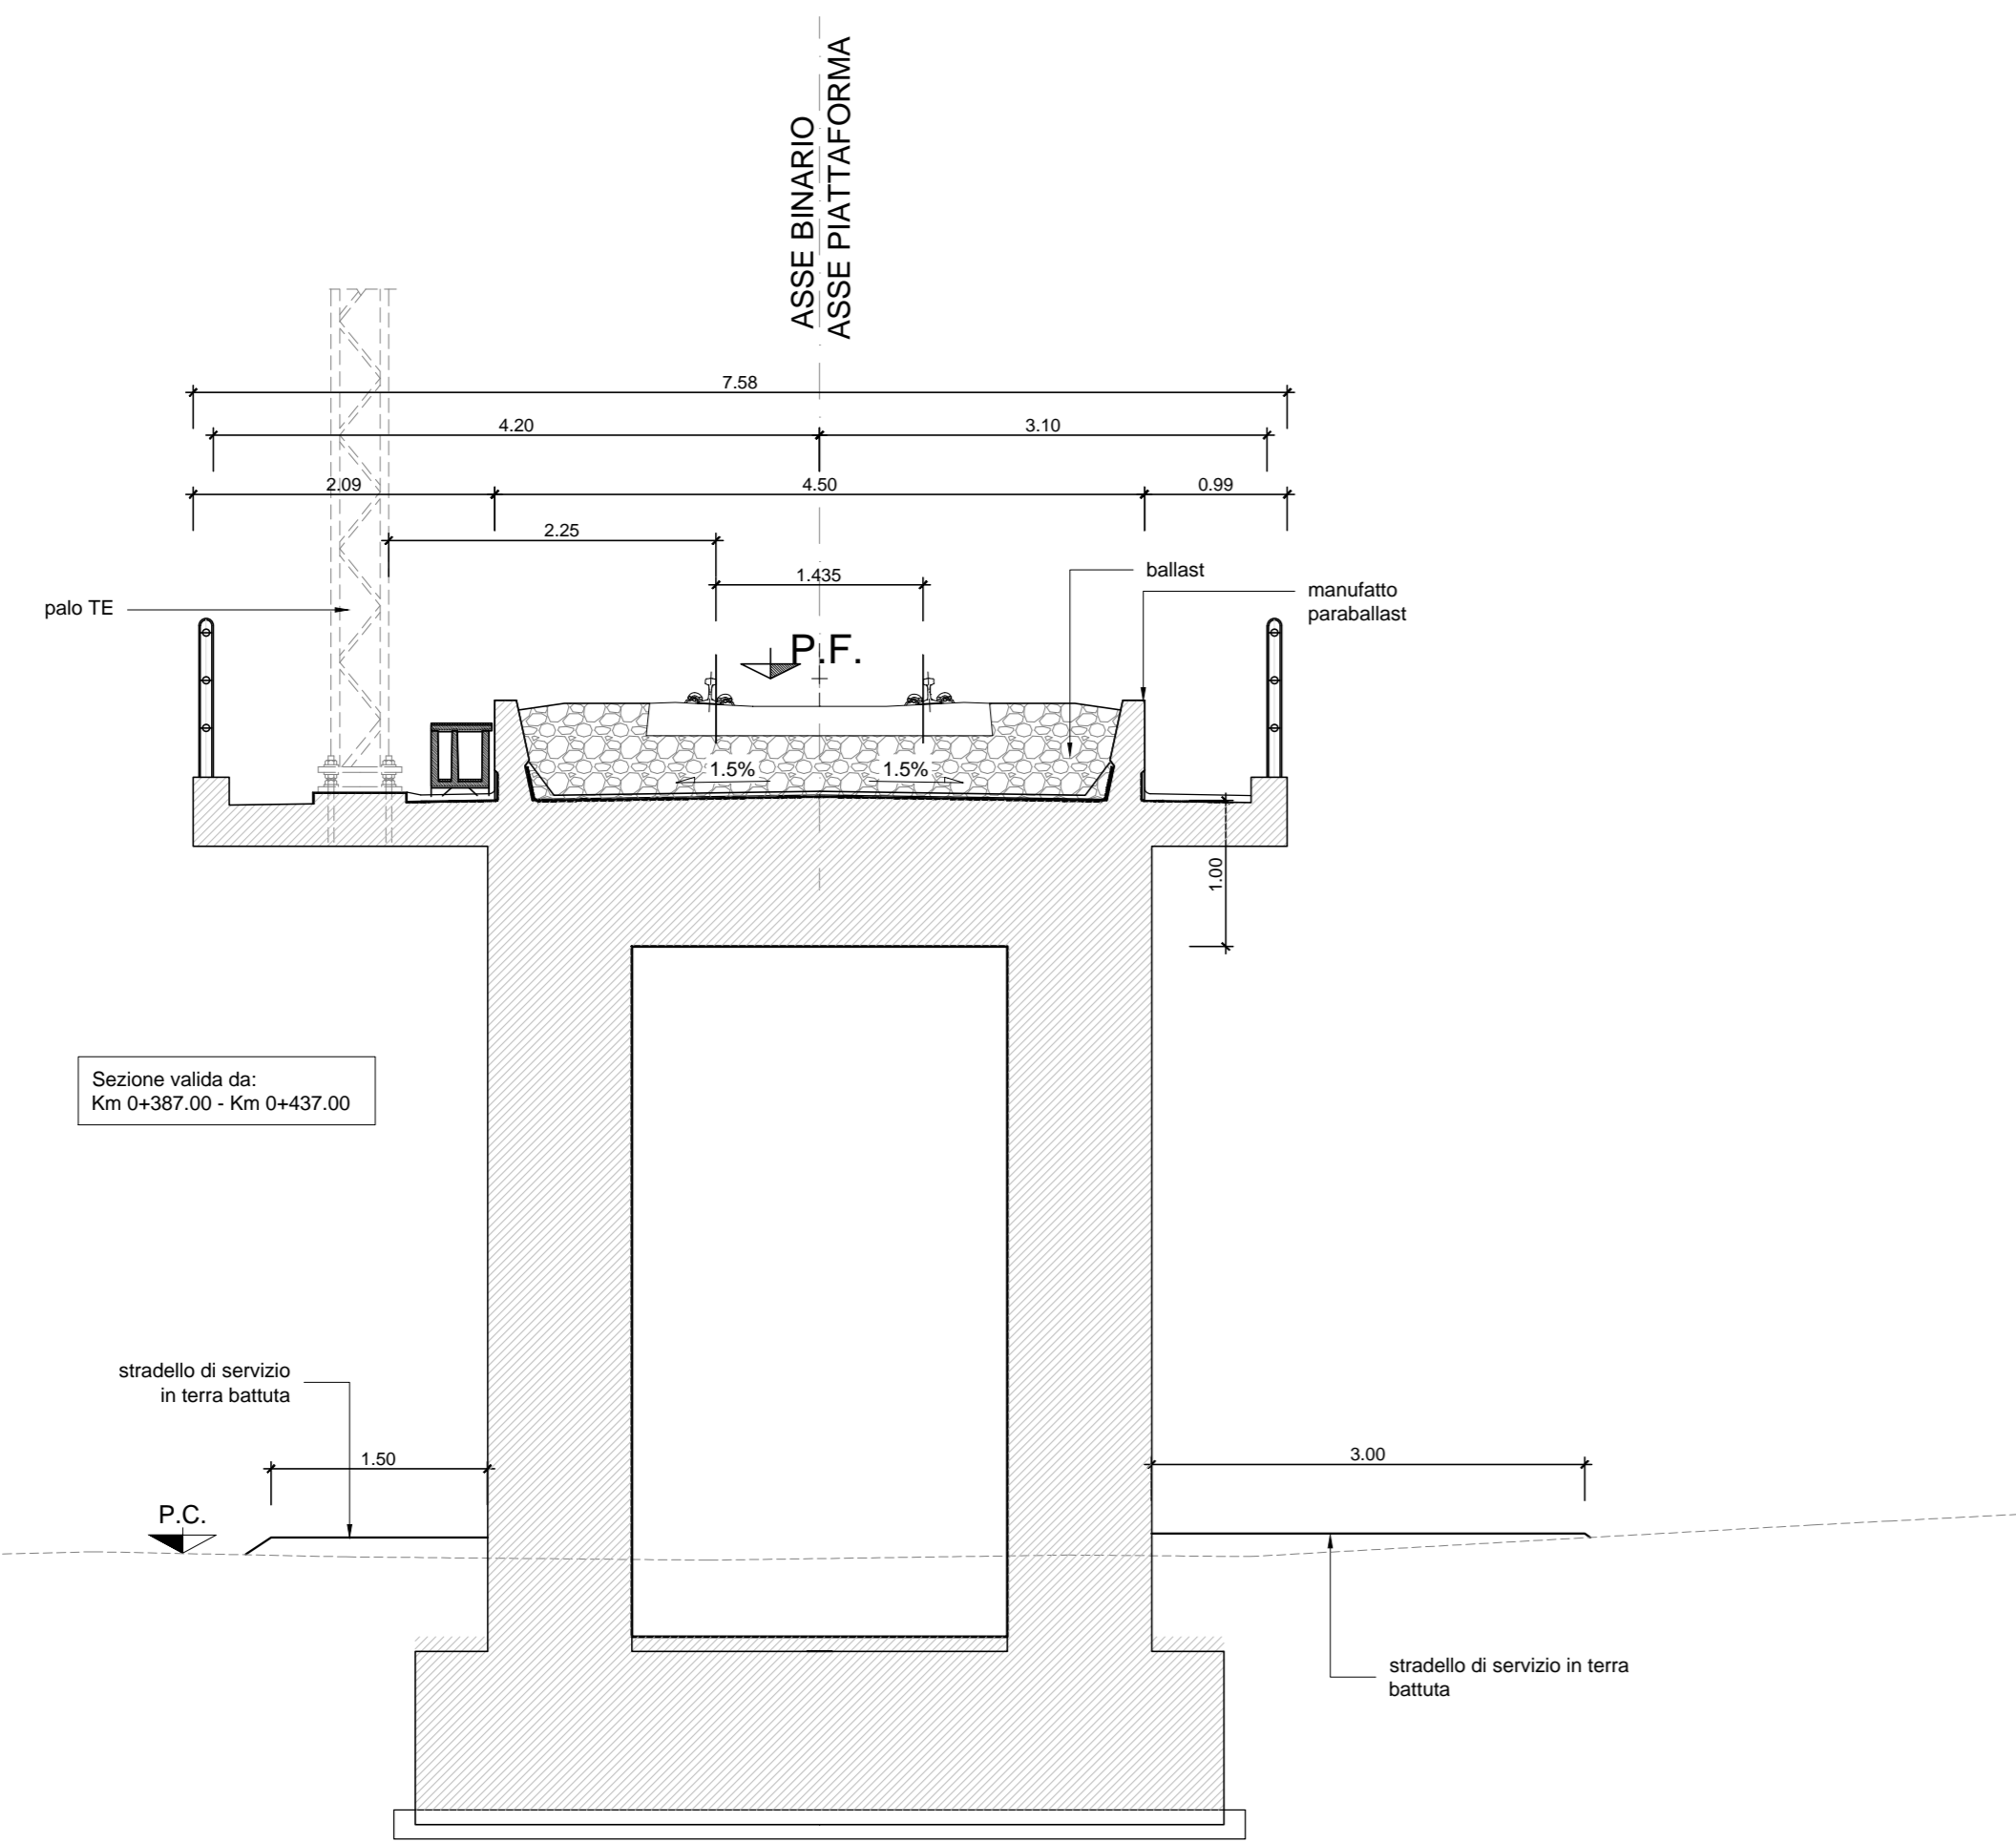 ASSE BINARIO
ASSE PIATTAFORMA
7.58
4.20
3.10
2.09
4.50
0.99
2.25
1.435
ballast
manufatto
paraballast
palo TE
P.F.
1.5%
1.5%
1.00
Sezione valida da:
Km 0+387.00 - Km 0+437.00
stradello di servizio
in terra battuta
1.50
3.00
P.C.
stradello di servizio in terra
battuta